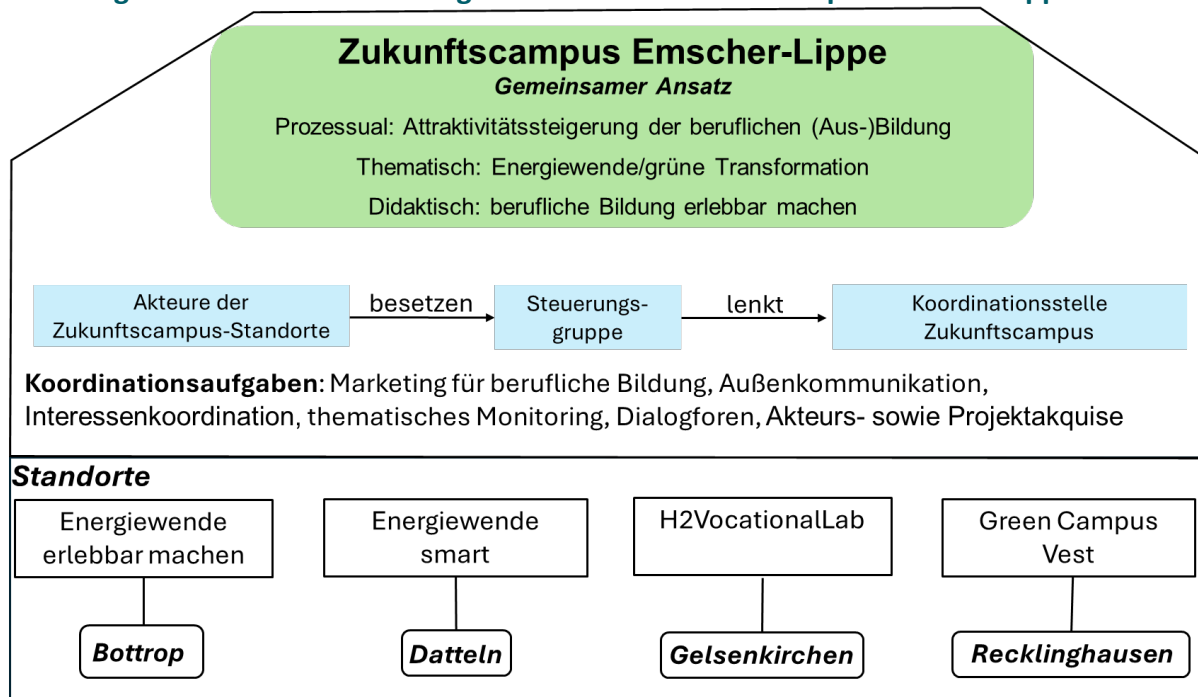 Zukunftscampus Emscher-Lippe
Gemeinsamer Ansatz
Prozessual: Attraktivitätssteigerung der beruflichen (Aus-)Bildung
Thematisch: Energiewende/grüne Transformation
Didaktisch: berufliche Bildung erlebbar machen
Akteure der
Zukunftscampus-Standorte
besetzen
Steuerungs-
gruppe
lenkt
Koordinationsstelle
Zukunftscampus
Koordinationsaufgaben: Marketing für berufliche Bildung, Außenkommunikation,
Interessenkoordination, thematisches Monitoring, Dialogforen, Akteurs- sowie Projektakquise
Standorte
Energiewende
erlebbar machen
Energiewende
smart
H2VocationalLab
Green Campus
Vest
Bottrop
Datteln
Gelsenkirchen
Recklinghausen